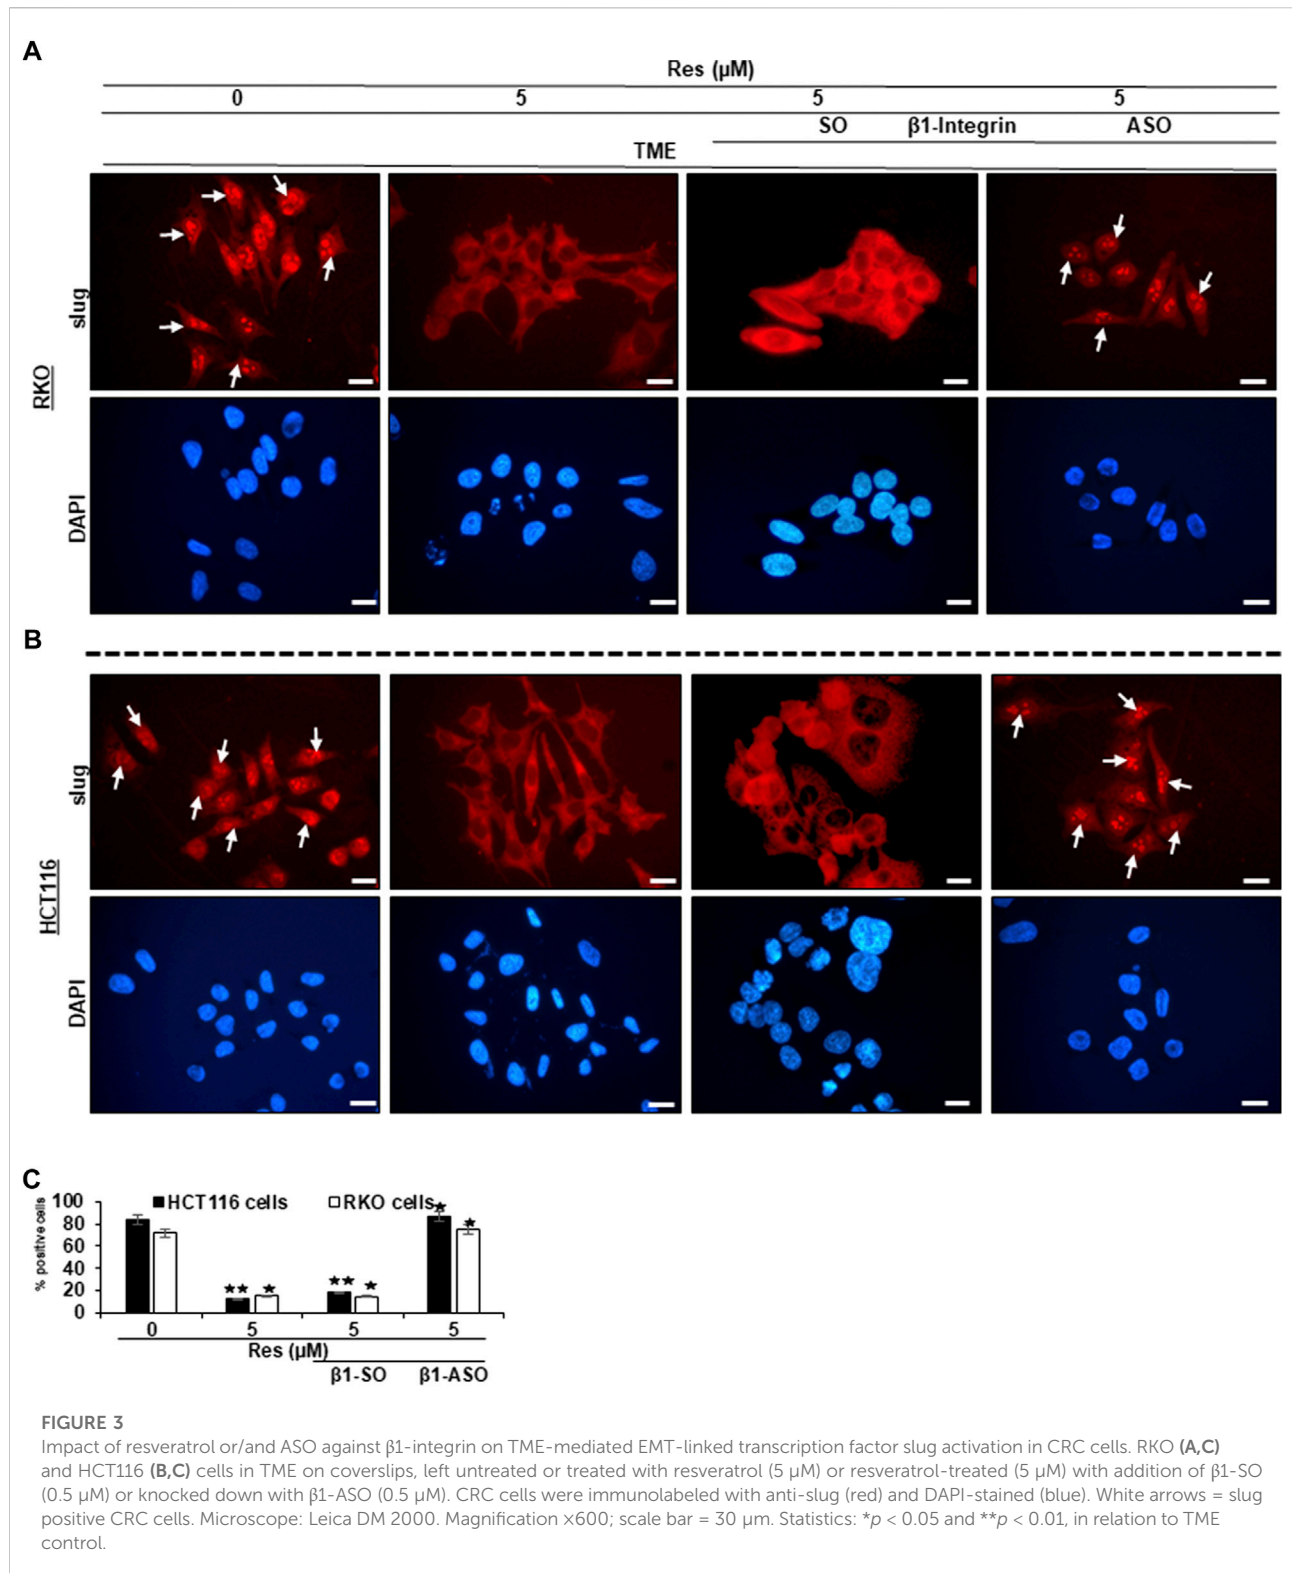 A
Res (µM)
0 5 5 5
SO β1-Integrin ASO
TME
slug
RKO
DAPI
B
slug
HCT116
DAPI
C
% positive cells
100
80
60
40
20
0
HCT116 cells RKO cells
★ ★
★★ ★ ★★ ★
0 5 5 5
Res (µM)
β1-SO β1-ASO
FIGURE 3
Impact of resveratrol or/and ASO against β1-integrin on TME-mediated EMT-linked transcription factor slug activation in CRC cells. RKO (A,C)
and HCT116 (B,C) cells in TME on coverslips, left untreated or treated with resveratrol (5 µM) or resveratrol-treated (5 µM) with addition of β1-SO
(0.5 µM) or knocked down with β1-ASO (0.5 µM). CRC cells were immunolabeled with anti-slug (red) and DAPI-stained (blue). White arrows = slug
positive CRC cells. Microscope: Leica DM 2000. Magnification ×600; scale bar = 30 µm. Statistics: *p < 0.05 and **p < 0.01, in relation to TME
control.